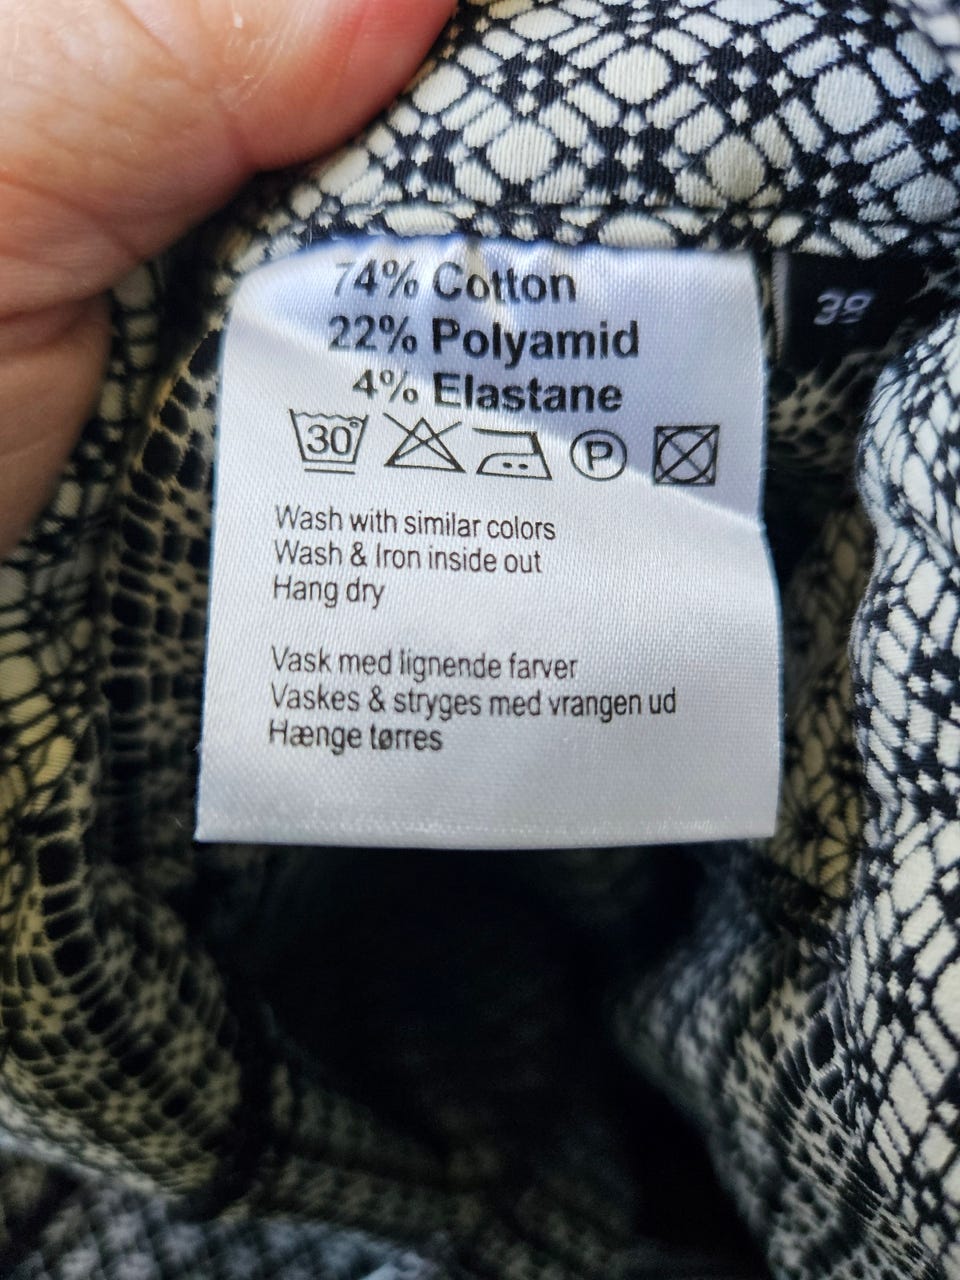 74% Cotton
22% Polyamid
4% Elastane
30° P
Wash with similar colors
Wash & Iron inside out
Hang dry
Vask med lignende farver
Vaskes & stryges med vrangen ud
Hænge tørres